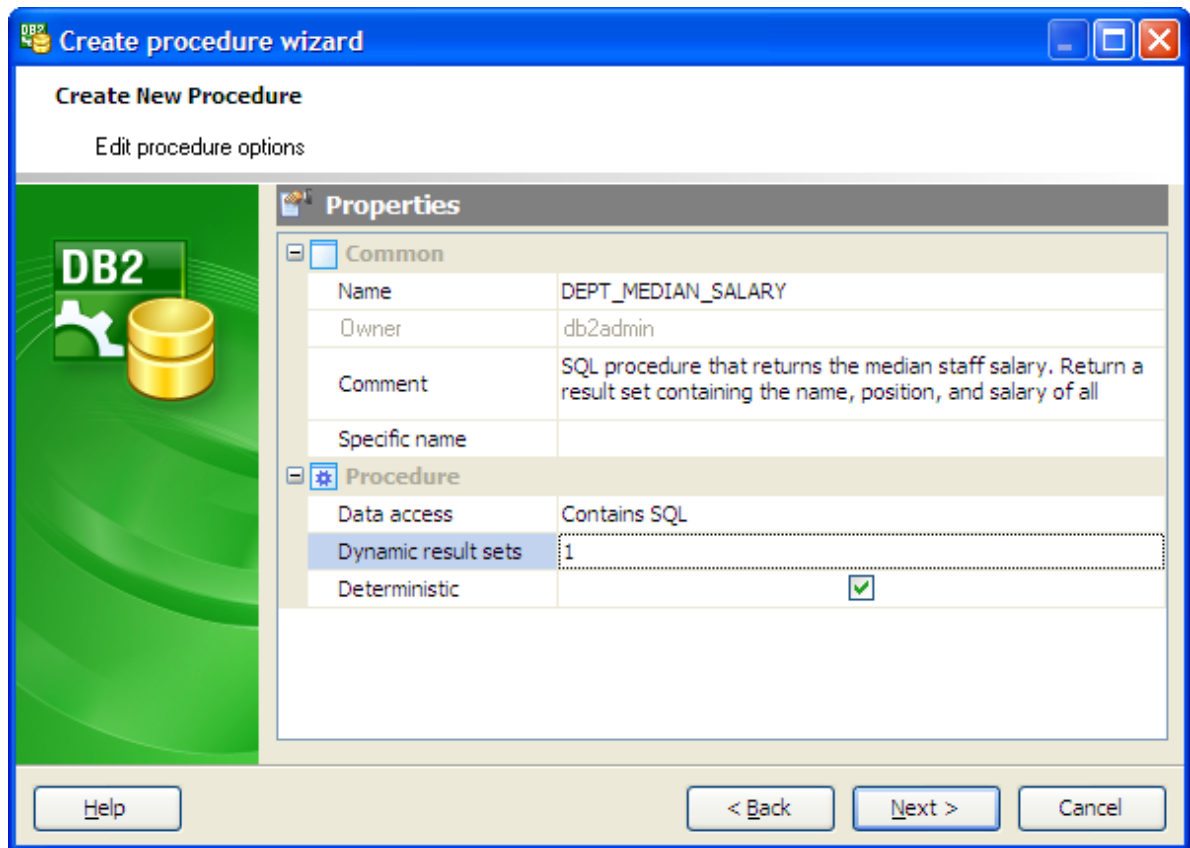 Create procedure wizard
Create New Procedure
Edit procedure options
Properties
DB2
Common
Name DEPT_MEDIAN_SALARY
Owner db2admin
Comment SQL procedure that returns the median staff salary. Return a
result set containing the name, position, and salary of all
Specific name
Procedure
Data access Contains SQL
Dynamic result sets 1
Deterministic
Help < Back Next > Cancel